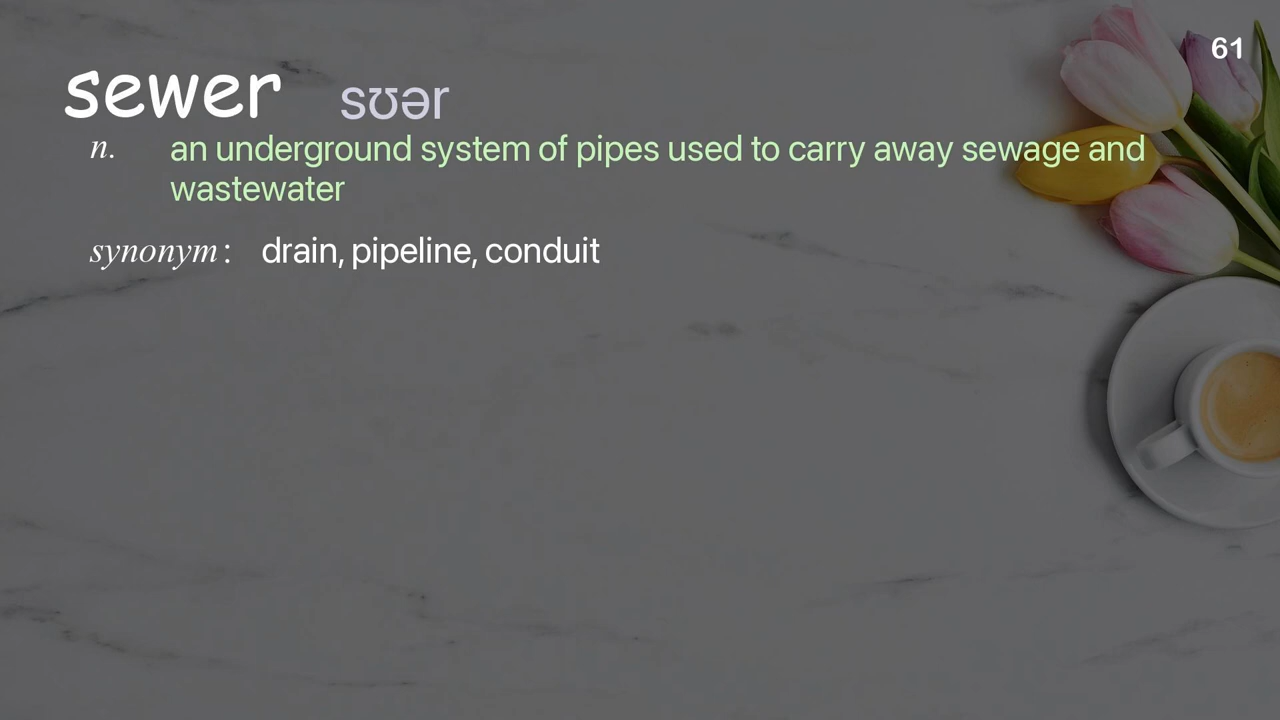 61
sewer sʊər
n. an underground system of pipes used to carry away sewage and
wastewater
synonym: drain, pipeline, conduit